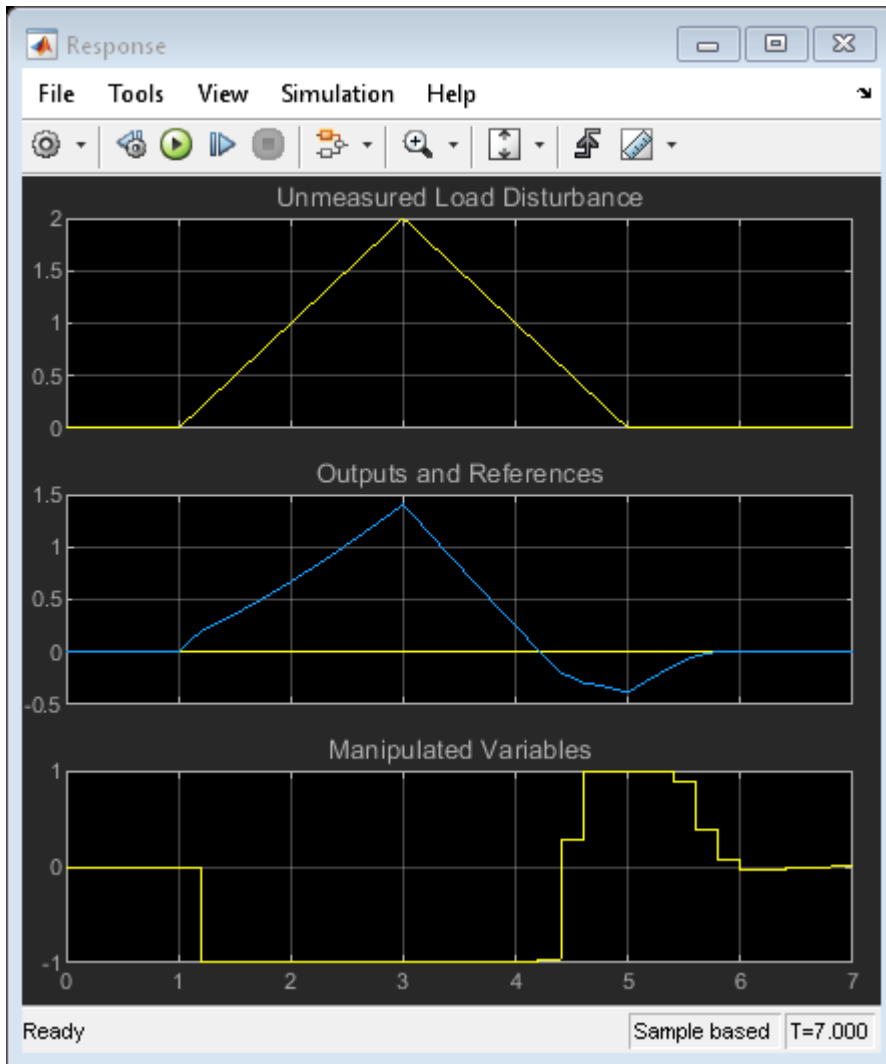 Response
File Tools View Simulation Help
Unmeasured Load Disturbance
2
1.5
1
0.5
0
Outputs and References
1.5
1
0.5
0
-0.5
Manipulated Variables
1
0
-1
0 1 2 3 4 5 6 7
Ready Sample based T=7.000